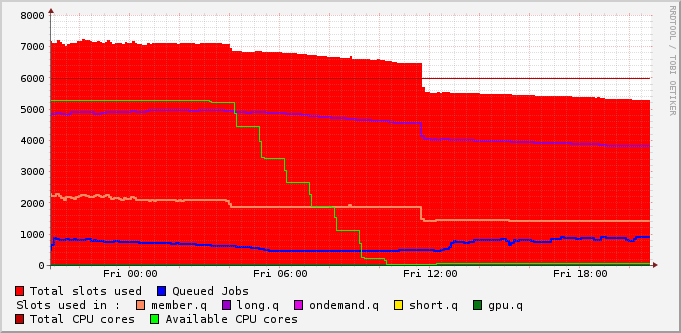 8000
7000
6000
5000
4000
3000
2000
1000
0
Fri 00:00 Fri 06:00 Fri 12:00 Fri 18:00
RRDTOOL / TOBI OETIKER
Total slots used Queued Jobs
Slots used in : member.q long.q ondemand.q short.q gpu.q
Total CPU cores Available CPU cores